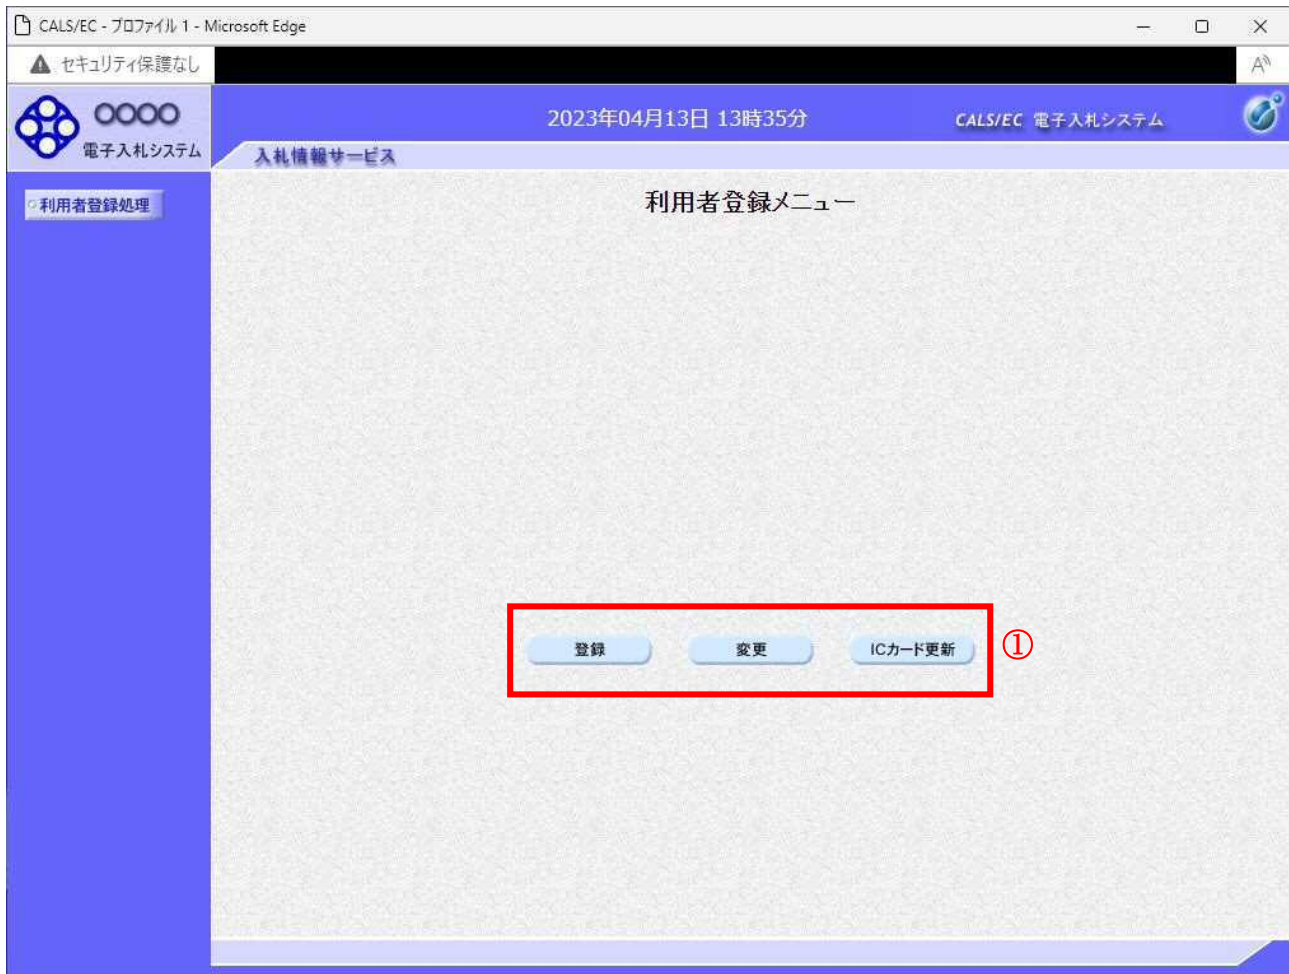 CALS/EC - プロファイル 1 - Microsoft Edge
セキュリティ保護なし
A
〇〇〇〇
電子入札システム
2023年04月13日 13時35分
CALS/EC 電子入札システム
入札情報サービス
利用者登録処理
利用者登録メニュー
登録
変更
ICカード更新
①